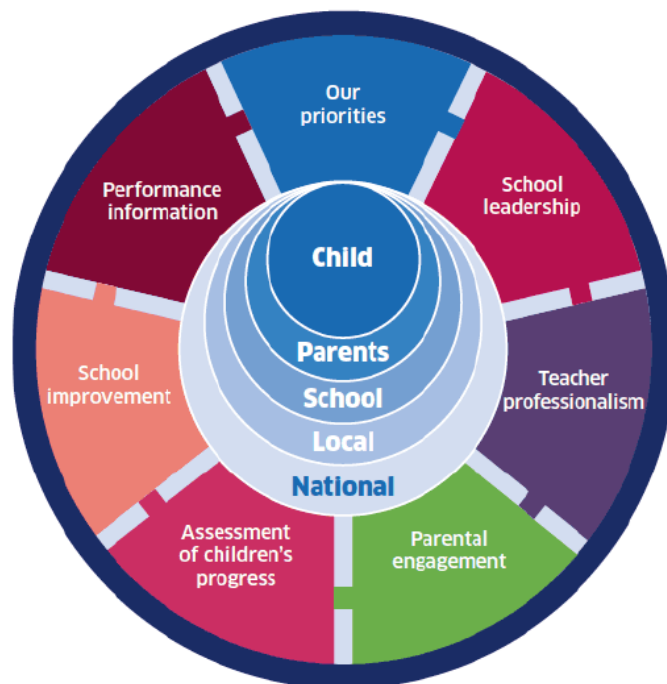 Our
priorities
School
leadership
Teacher
professionalism
Parental
engagement
Assessment
of children's
progress
School
improvement
Performance
information
Child
Parents
School
Local
National